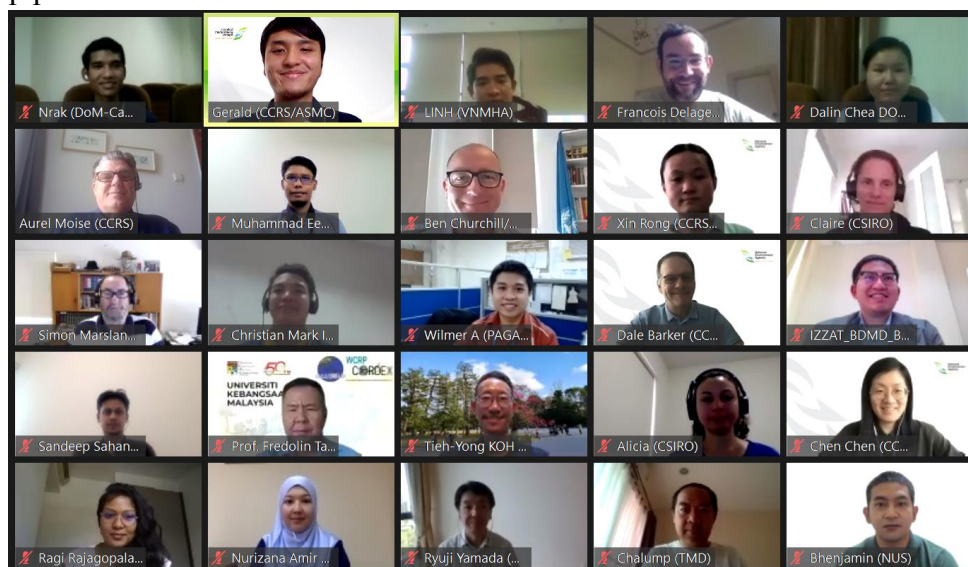 Nrak (DoM-Ca...
Gerald (CCRS/ASMC)
LINH (VNMHA)
Francois Delage...
Dalin Chea DO...
Aurel Moise (CCRS)
Muhammad Ee...
Ben Churchill/...
Xin Rong (CCRS...
Claire (CSIRO)
Simon Marslan...
Christian Mark I...
Wilmer A (PAGA...
Dale Barker (CC...
IZZAT_BDMD_B...
WCRP
CORDEX
UNIVERSITI
KEBANGSAA
MALAYSIA
Sandeep Sahan...
Prof. Fredolin Ta...
Tieh-Yong KOH ...
Alicia (CSIRO)
Chen Chen (CC...
Ragi Rajagopala...
Nurizana Amir ...
Ryuji Yamada (...
Chalump (TMD)
Bhenjamin (NUS)